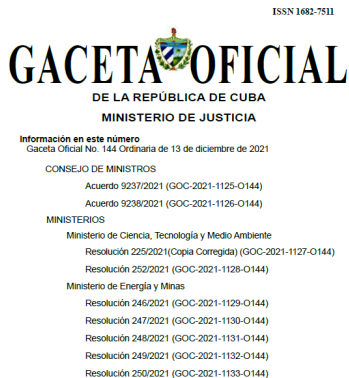 ISSN 1682-7511
GACETA OFICIAL
DE LA REPÚBLICA DE CUBA
MINISTERIO DE JUSTICIA
Información en este número
Gaceta Oficial No. 144 Ordinaria de 13 de diciembre de 2021
CONSEJO DE MINISTROS
Acuerdo 9237/2021 (GOC-2021-1125-O144)
Acuerdo 9238/2021 (GOC-2021-1126-O144)
MINISTERIOS
Ministerio de Ciencia, Tecnología y Medio Ambiente
Resolución 225/2021(Copia Corregida) (GOC-2021-1127-O144)
Resolución 252/2021 (GOC-2021-1128-O144)
Ministerio de Energía y Minas
Resolución 246/2021 (GOC-2021-1129-O144)
Resolución 247/2021 (GOC-2021-1130-O144)
Resolución 248/2021 (GOC-2021-1131-O144)
Resolución 249/2021 (GOC-2021-1132-O144)
Resolución 250/2021 (GOC-2021-1133-O144)